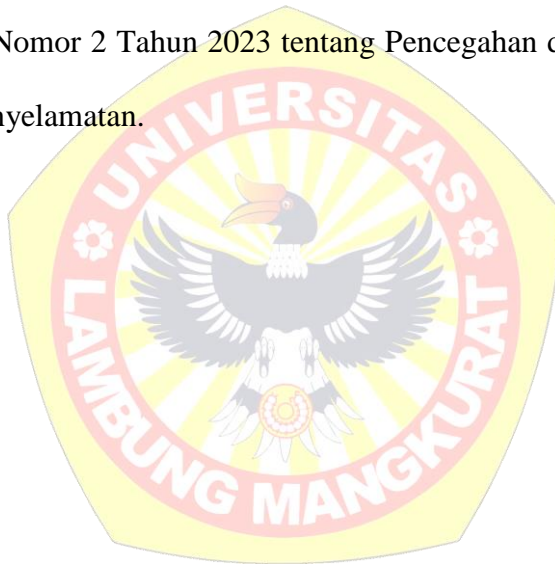 Nomor 2 Tahun 2023 tentang Pencegahan d
nyelamatan.
UNIVERSITAS
LAMBUNG MANGKURAT